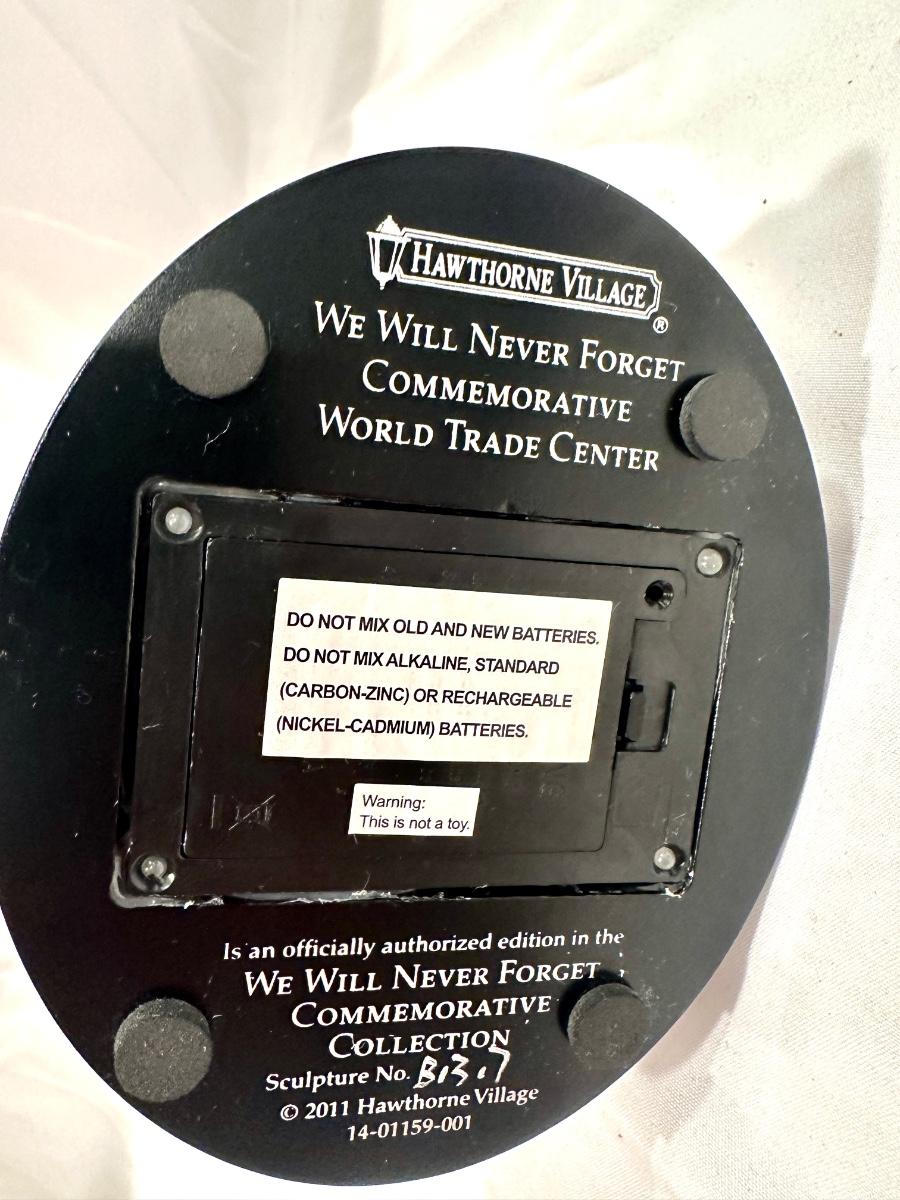 HAWTHORNE VILLAGE®
WE WILL NEVER FORGET
COMMEMORATIVE
WORLD TRADE CENTER
DO NOT MIX OLD AND NEW BATTERIES.
DO NOT MIX ALKALINE, STANDARD
(CARBON-ZINC) OR RECHARGEABLE
(NICKEL-CADMIUM) BATTERIES.
Warning:
This is not a toy.
Is an officially authorized edition in the
WE WILL NEVER FORGET
COMMEMORATIVE
COLLECTION
Sculpture No.
© 2011 Hawthorne Village
14-01159-001